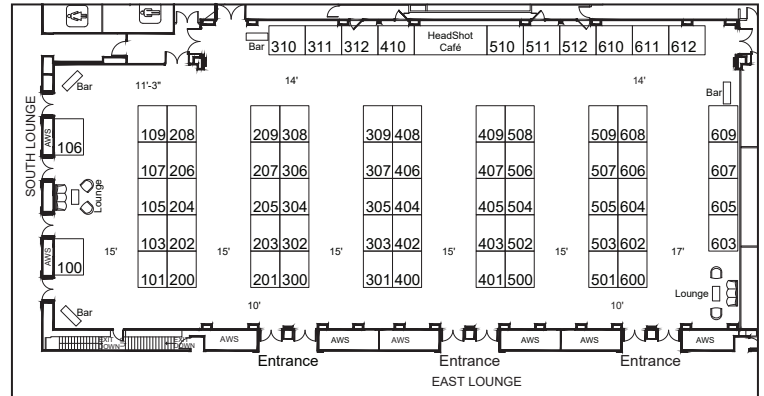 HeadShot
Bar 310 311 312 410 Café 510 511 512 610 611 612
Bar 11'-3" 14' 14' Bar
SOUTH LOUNGE
AWS
106
109 208 209 308 309 408 409 508 509 608 609
107 206 207 306 307 406 407 506 507 606 607
Lounge
105 204 205 304 305 404 405 504 505 604 605
AWS
100
15' 103 202 15' 203 302 15' 303 402 15' 403 502 15' 503 602 17' 603
101 200 201 300 301 400 401 500 501 600
Lounge
Bar 10' 10'
EXIT
DOWN
EXIT
DOWN
AWS AWS AWS AWS AWS AWS
Entrance Entrance Entrance
EAST LOUNGE